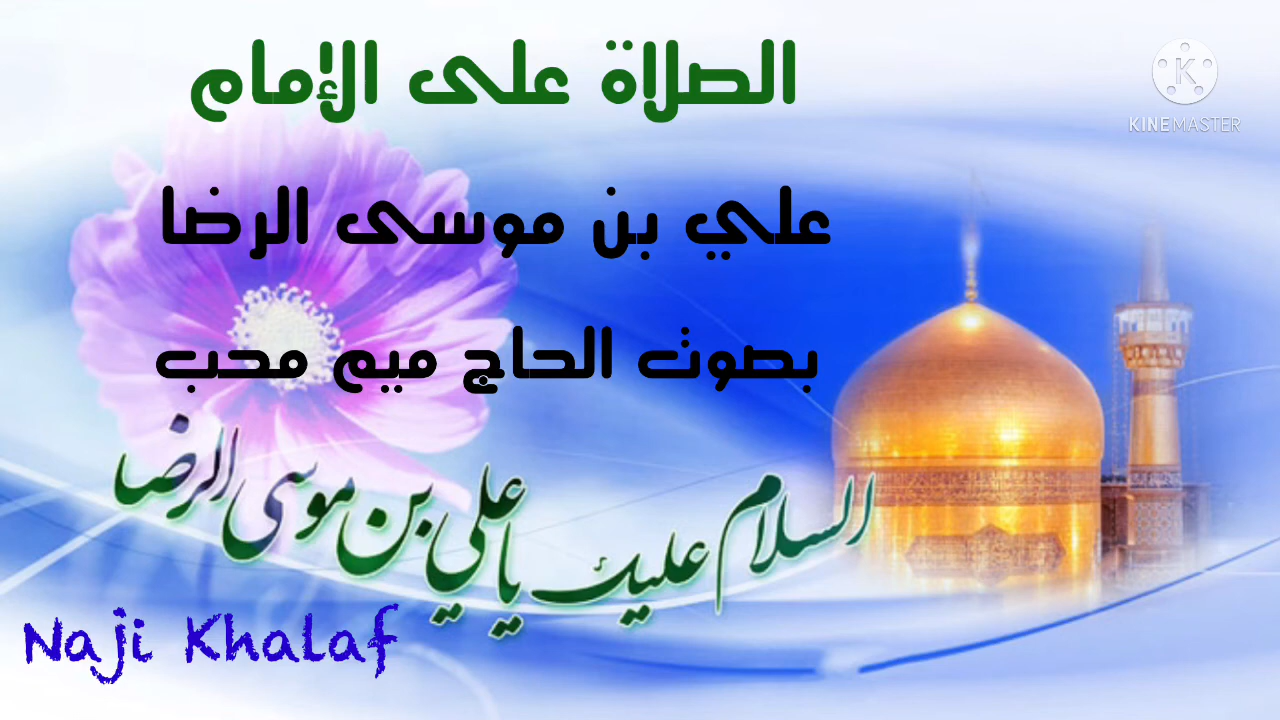 الصلاة على الإمام
KINEMASTER
علي بن موسى الرضا
بصوت الحاج ميم محب
السلام عليك يا علي بن موسى الرضا
Naji Khalaf